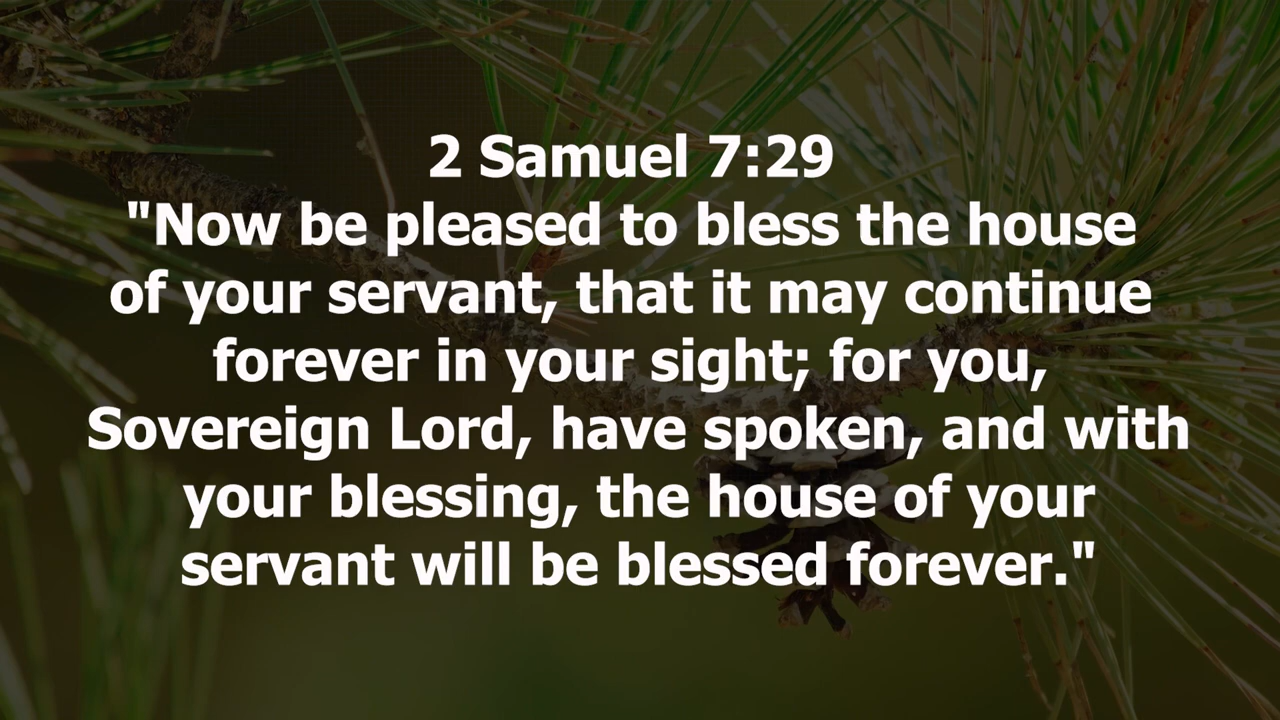 2 Samuel 7:29
"Now be pleased to bless the house
of your servant, that it may continue
forever in your sight; for you,
Sovereign Lord, have spoken, and with
your blessing, the house of your
servant will be blessed forever."